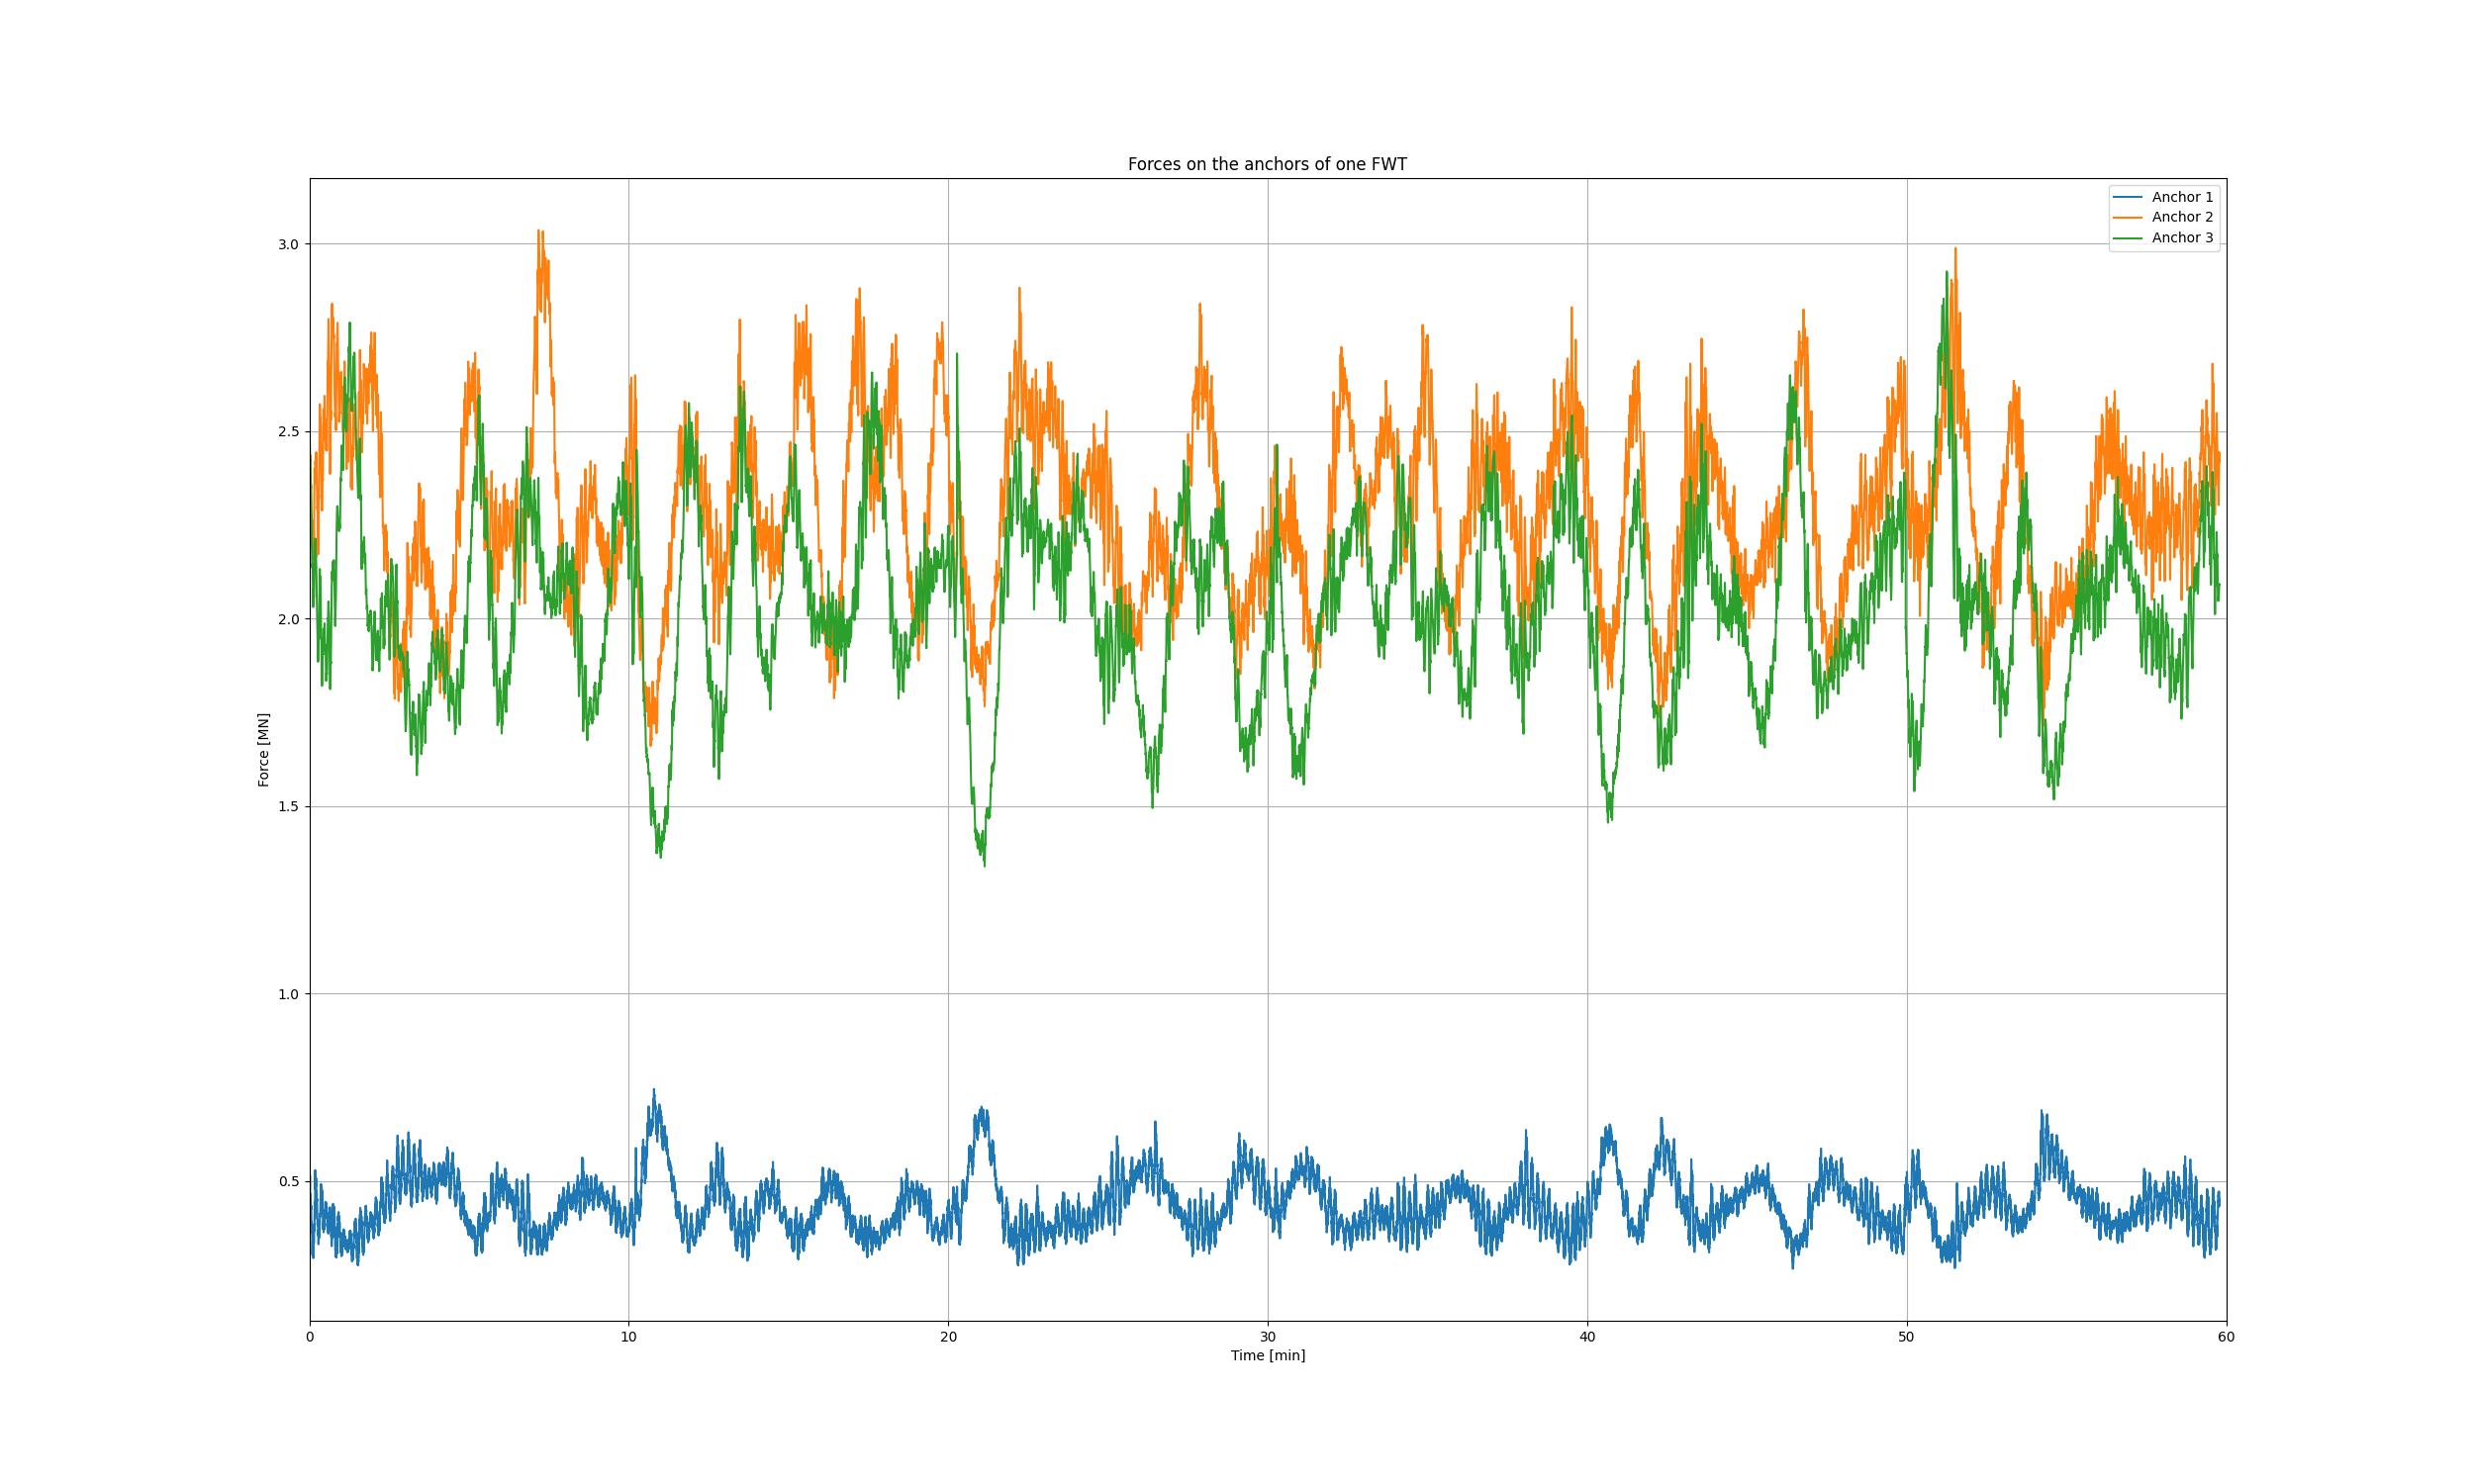 Forces on the anchors of one FWT
Anchor 1
Anchor 2
Anchor 3
3.0
2.5
2.0
1.5
1.0
0.5
Force [MN]
0 10 20 30 40 50 60
Time [min]